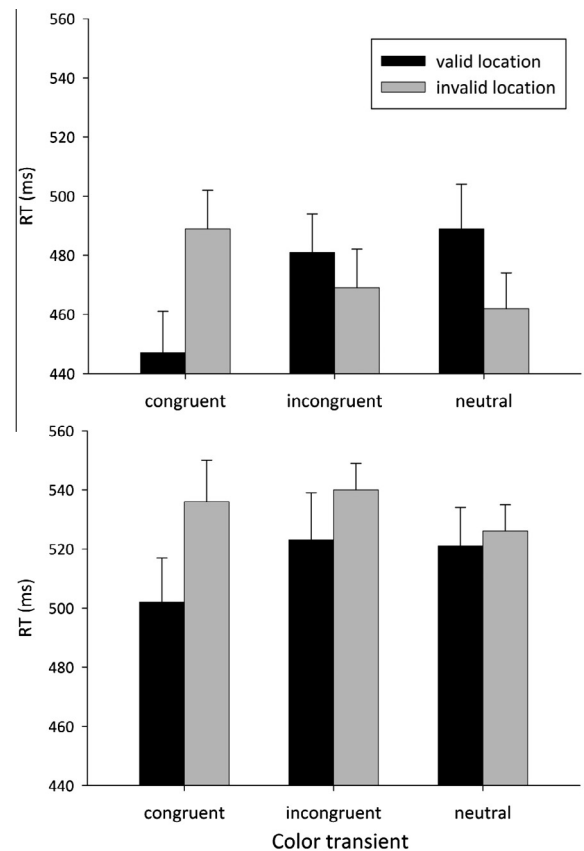 560
540
520
500
480
460
440
RT (ms)
valid location
invalid location
congruent incongruent neutral
560
540
520
500
480
460
440
RT (ms)
congruent incongruent neutral
Color transient